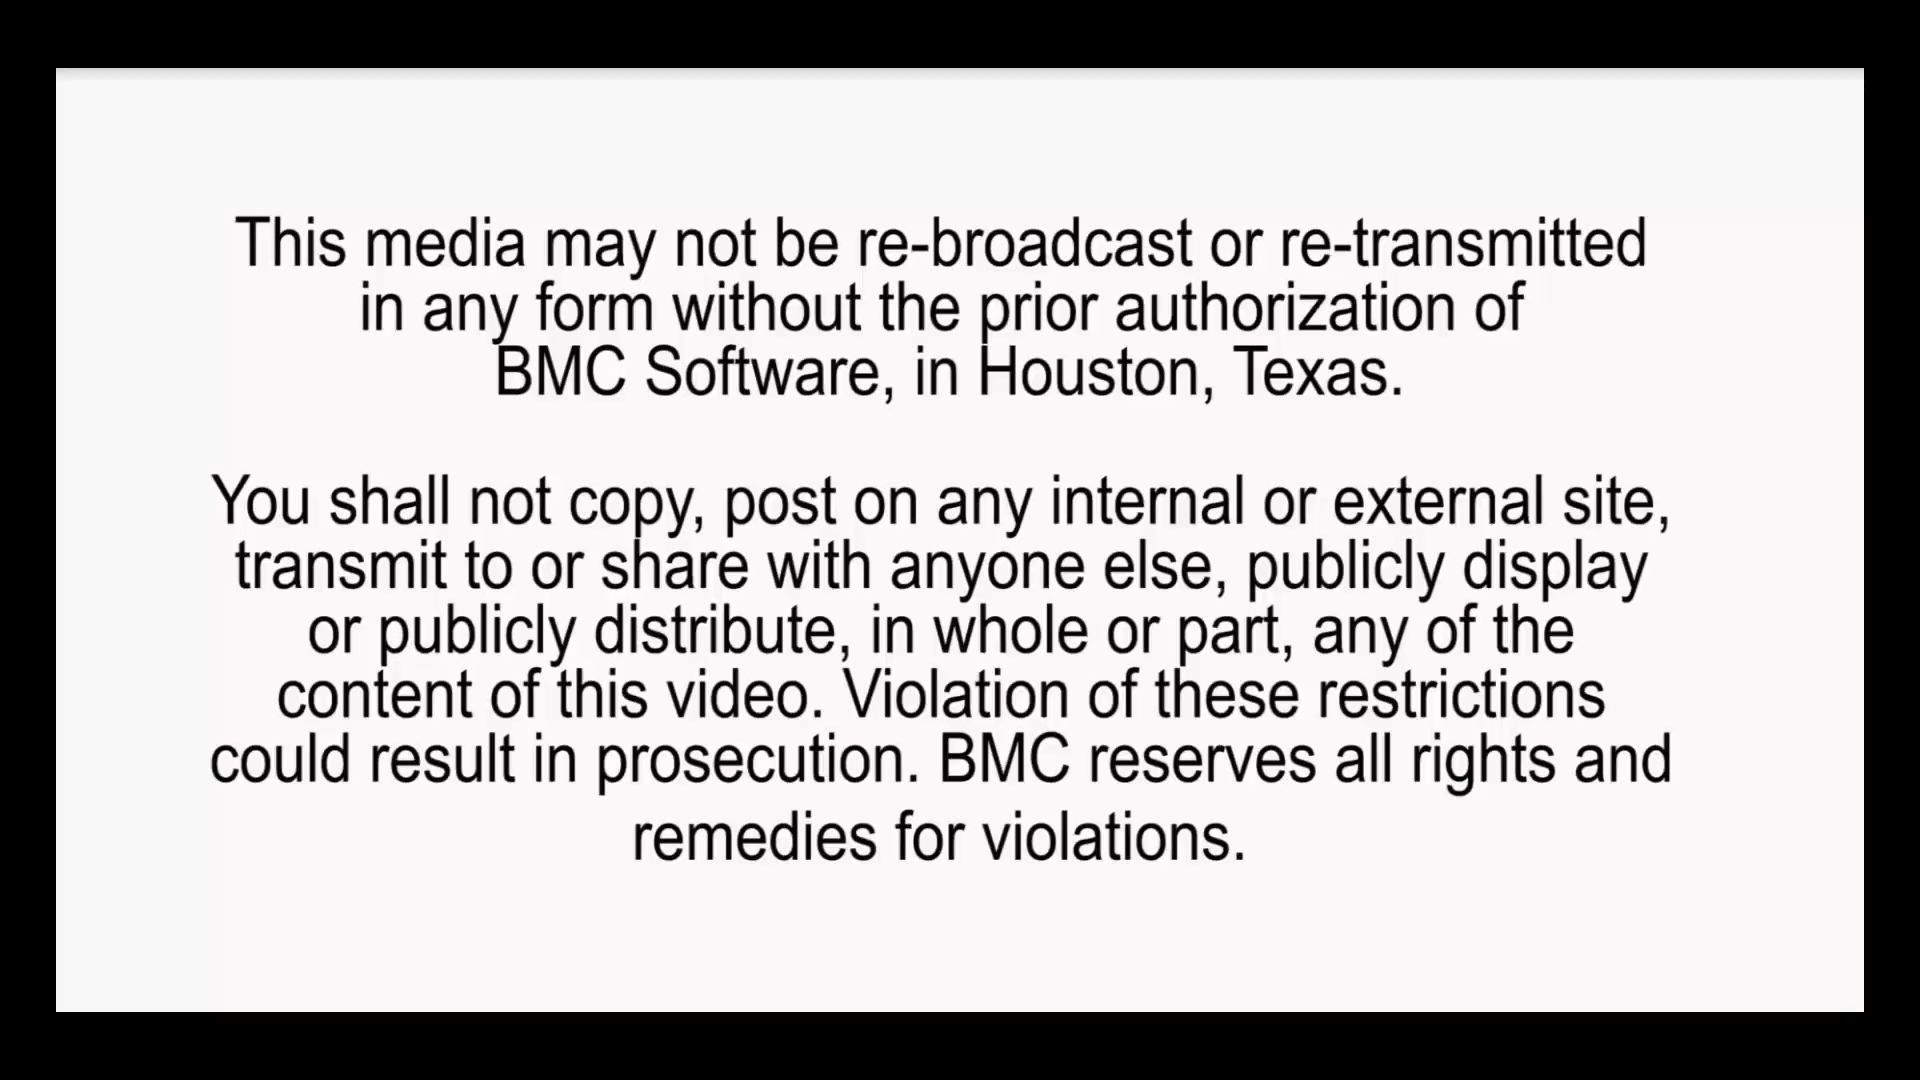 This media may not be re-broadcast or re-transmitted
in any form without the prior authorization of
BMC Software, in Houston, Texas.
You shall not copy, post on any internal or external site,
transmit to or share with anyone else, publicly display
or publicly distribute, in whole or part, any of the
content of this video. Violation of these restrictions
could result in prosecution. BMC reserves all rights and
remedies for violations.